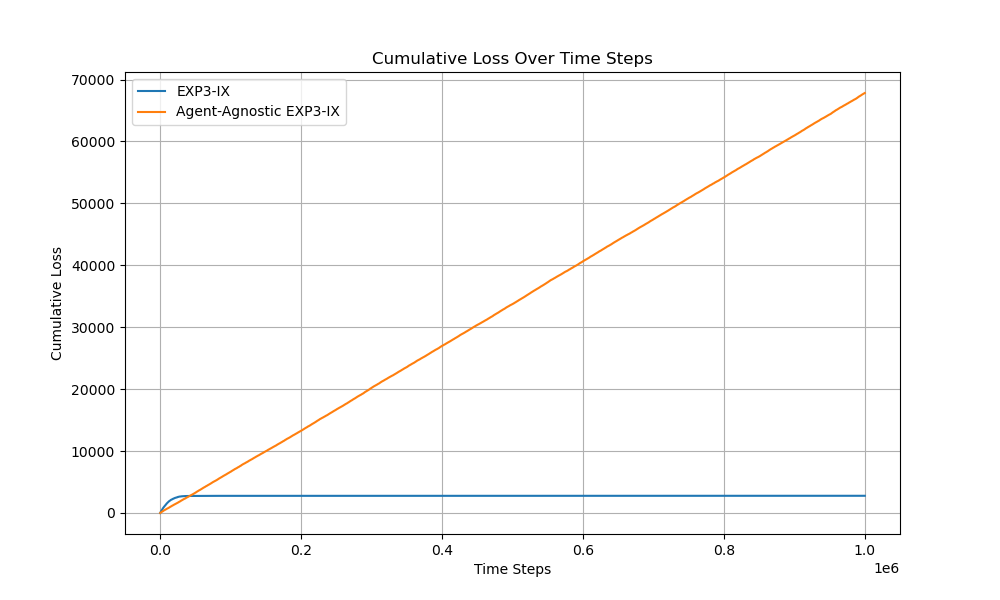 Cumulative Loss Over Time Steps
EXP3-IX
Agent-Agnostic EXP3-IX
Cumulative Loss
70000
60000
50000
40000
30000
20000
10000
0
0.0 0.2 0.4 0.6 0.8 1.0
1e6
Time Steps